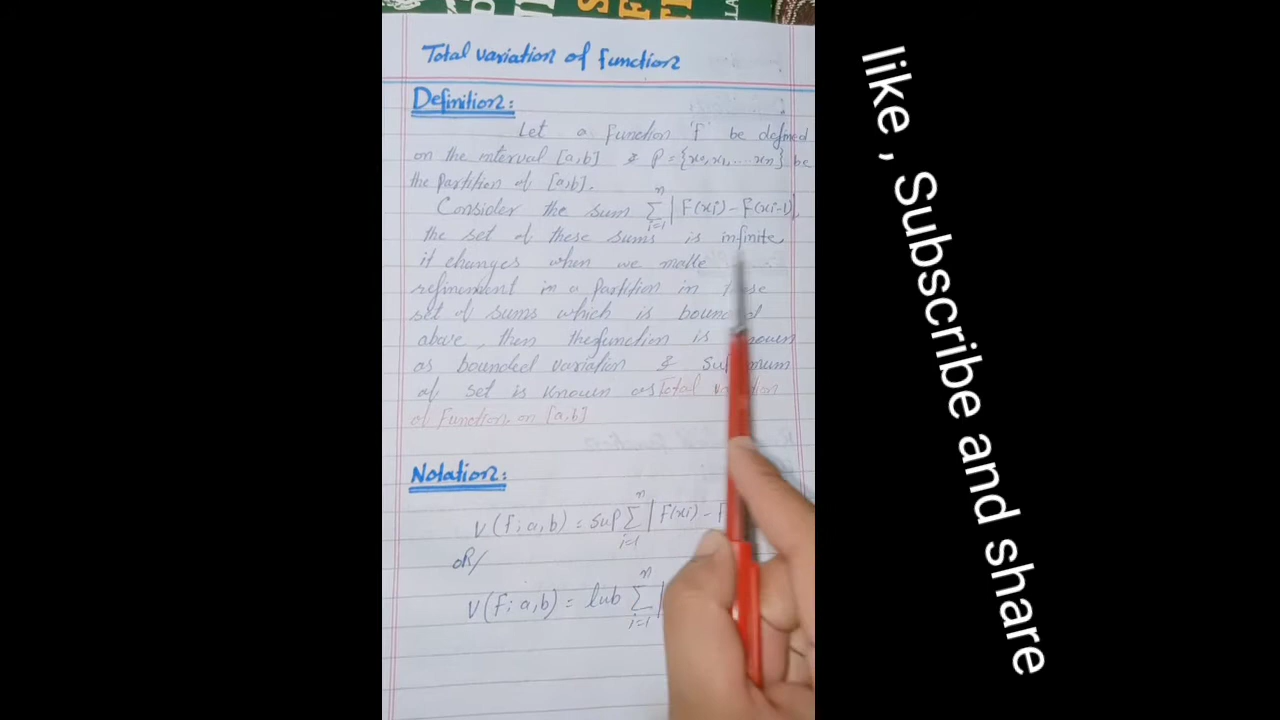 Total variation of function
Definition:
Let a function 'f' be defined
on the interval [a,b] & P = {x₀, x₁, ... xn} be
the partition of [a,b].
Consider the sum n∑i=1 | F(xi) - F(xi-1) |
the set of these sums is infinite
it changes when we make
refinement in a partition in these
set of sums which is bounded
above, then the function is known
as bounded variation & Supremum
of set is known as Total variation
of Function on [a,b]
Notation:
V(f; a,b) = sup n∑i=1 | F(xi) - F
OR/
V(f; a,b) = lub n∑i=1 |
like , Subscribe and share